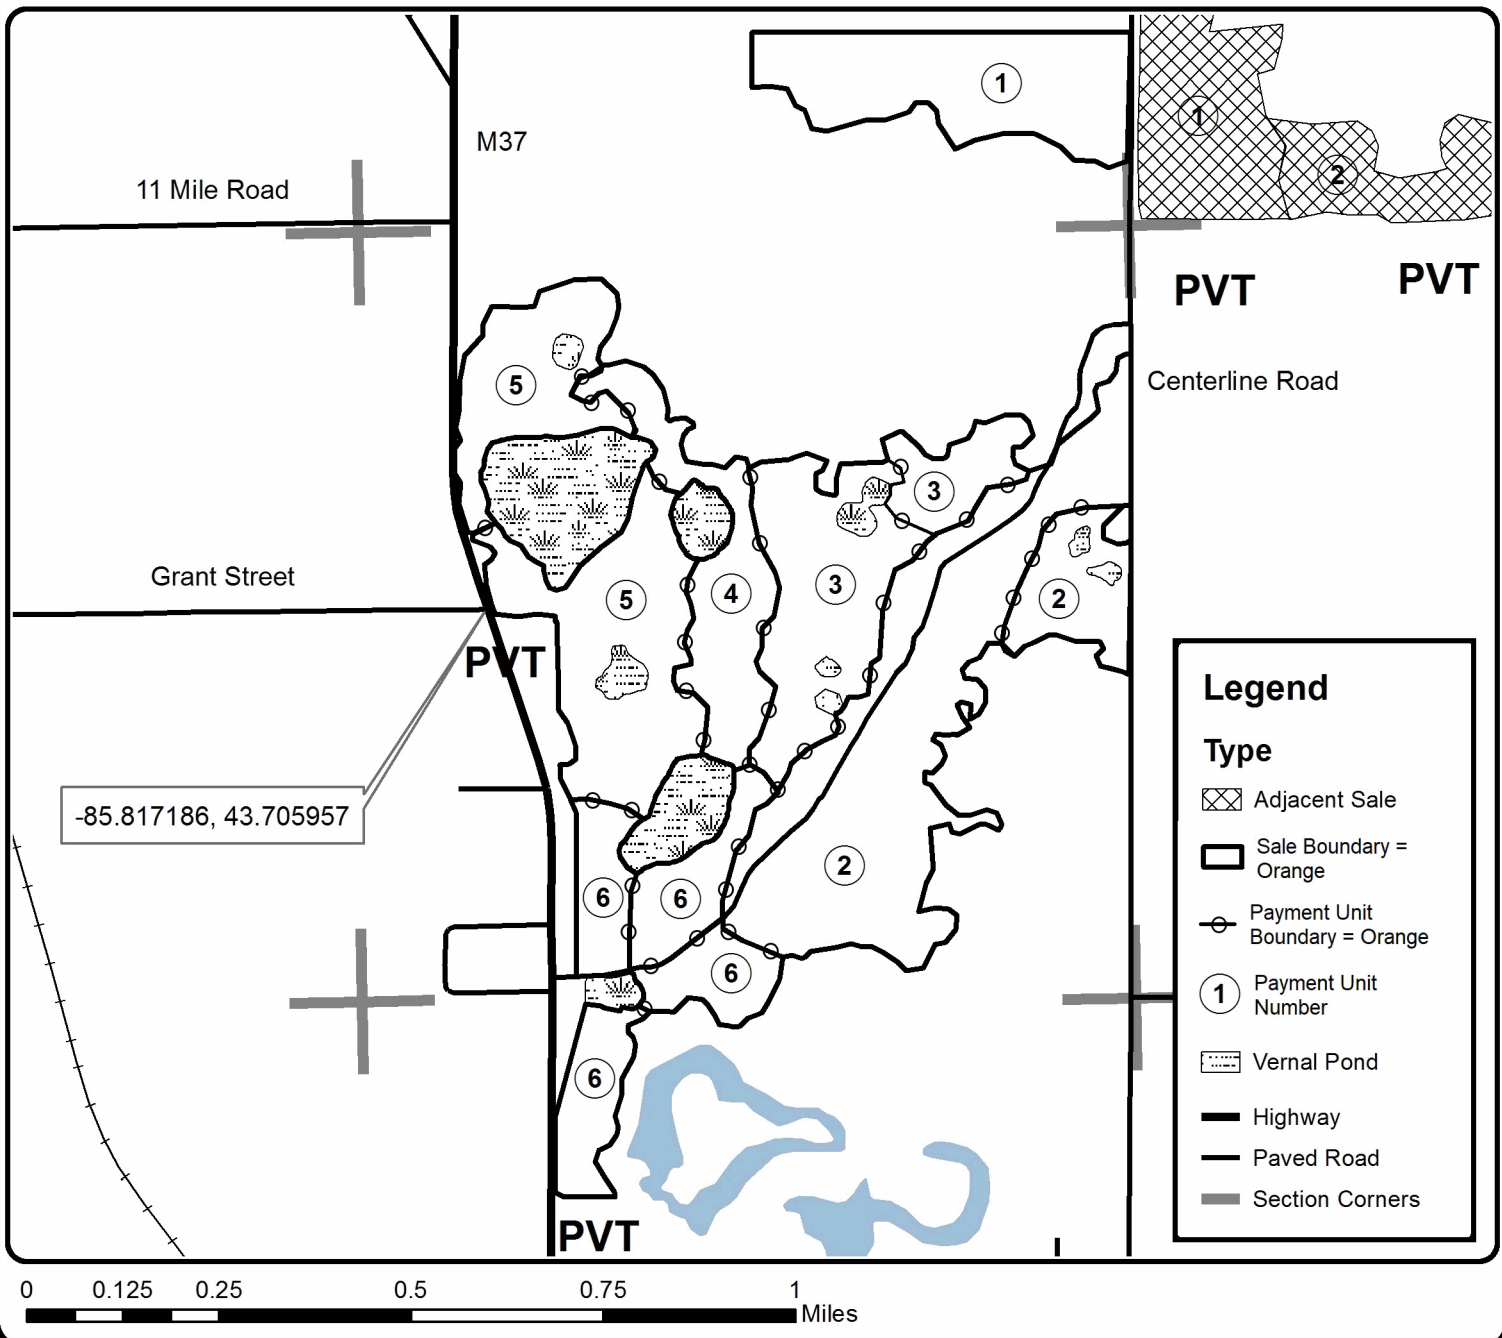 1
1
M37
2
11 Mile Road
PVT
PVT
5
Centerline Road
3
Grant Street
5
4
3
2
PVT
-85.817186, 43.705957
2
6
6
6
6
PVT
Legend
Type
Adjacent Sale
Sale Boundary =
Orange
Payment Unit
Boundary = Orange
1
Payment Unit
Number
Vernal Pond
Highway
Paved Road
Section Corners
0 0.125 0.25 0.5 0.75 1
Miles